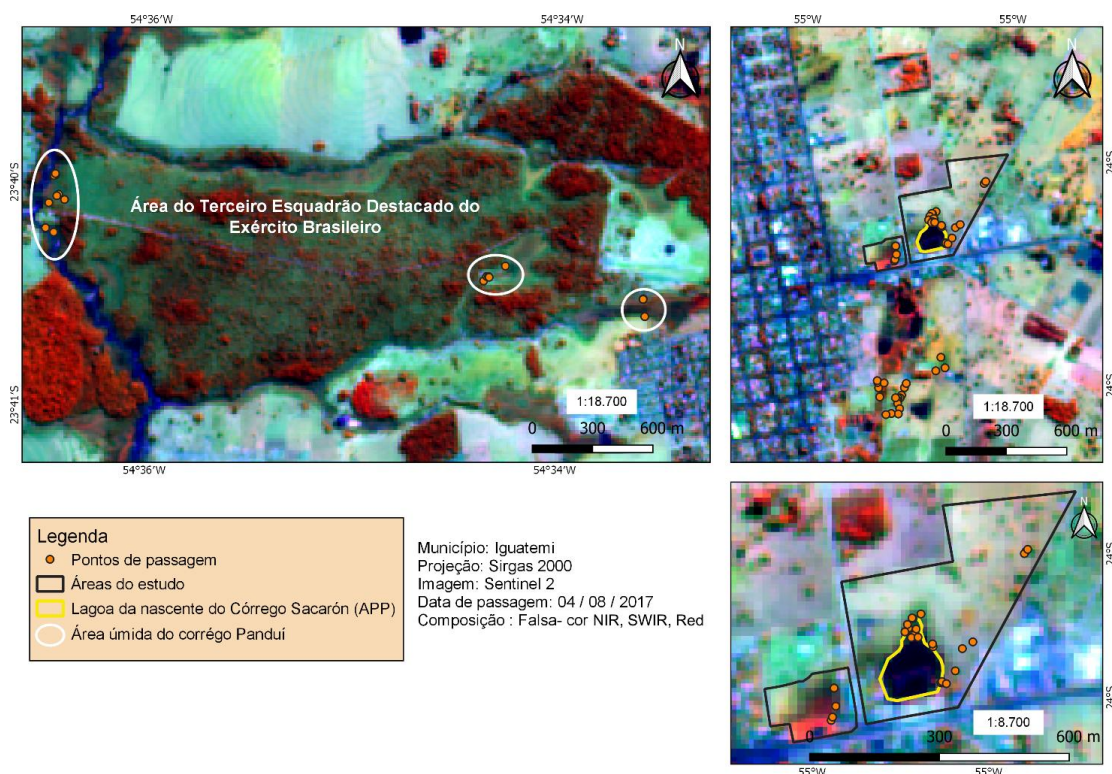 54°36'W
54°34'W
N
23°40'S
Área do Terceiro Esquadrão Destacado do
Exército Brasileiro
23°41'S
1:18.700
0 300 600 m
54°36'W
54°34'W
55°W
55°W
N
24°S
24°S
1:18.700
0 300 600 m
Legenda
Pontos de passagem
Áreas do estudo
Lagoa da nascente do Córrego Sacarón (APP)
Área úmida do corrégo Panduí
Município: Iguatemi
Projeção: Sirgas 2000
Imagem: Sentinel 2
Data de passagem: 04 / 08 / 2017
Composição : Falsa- cor NIR, SWIR, Red
N
24°S
24°S
1:8.700
0 300 600 m
55°W
55°W